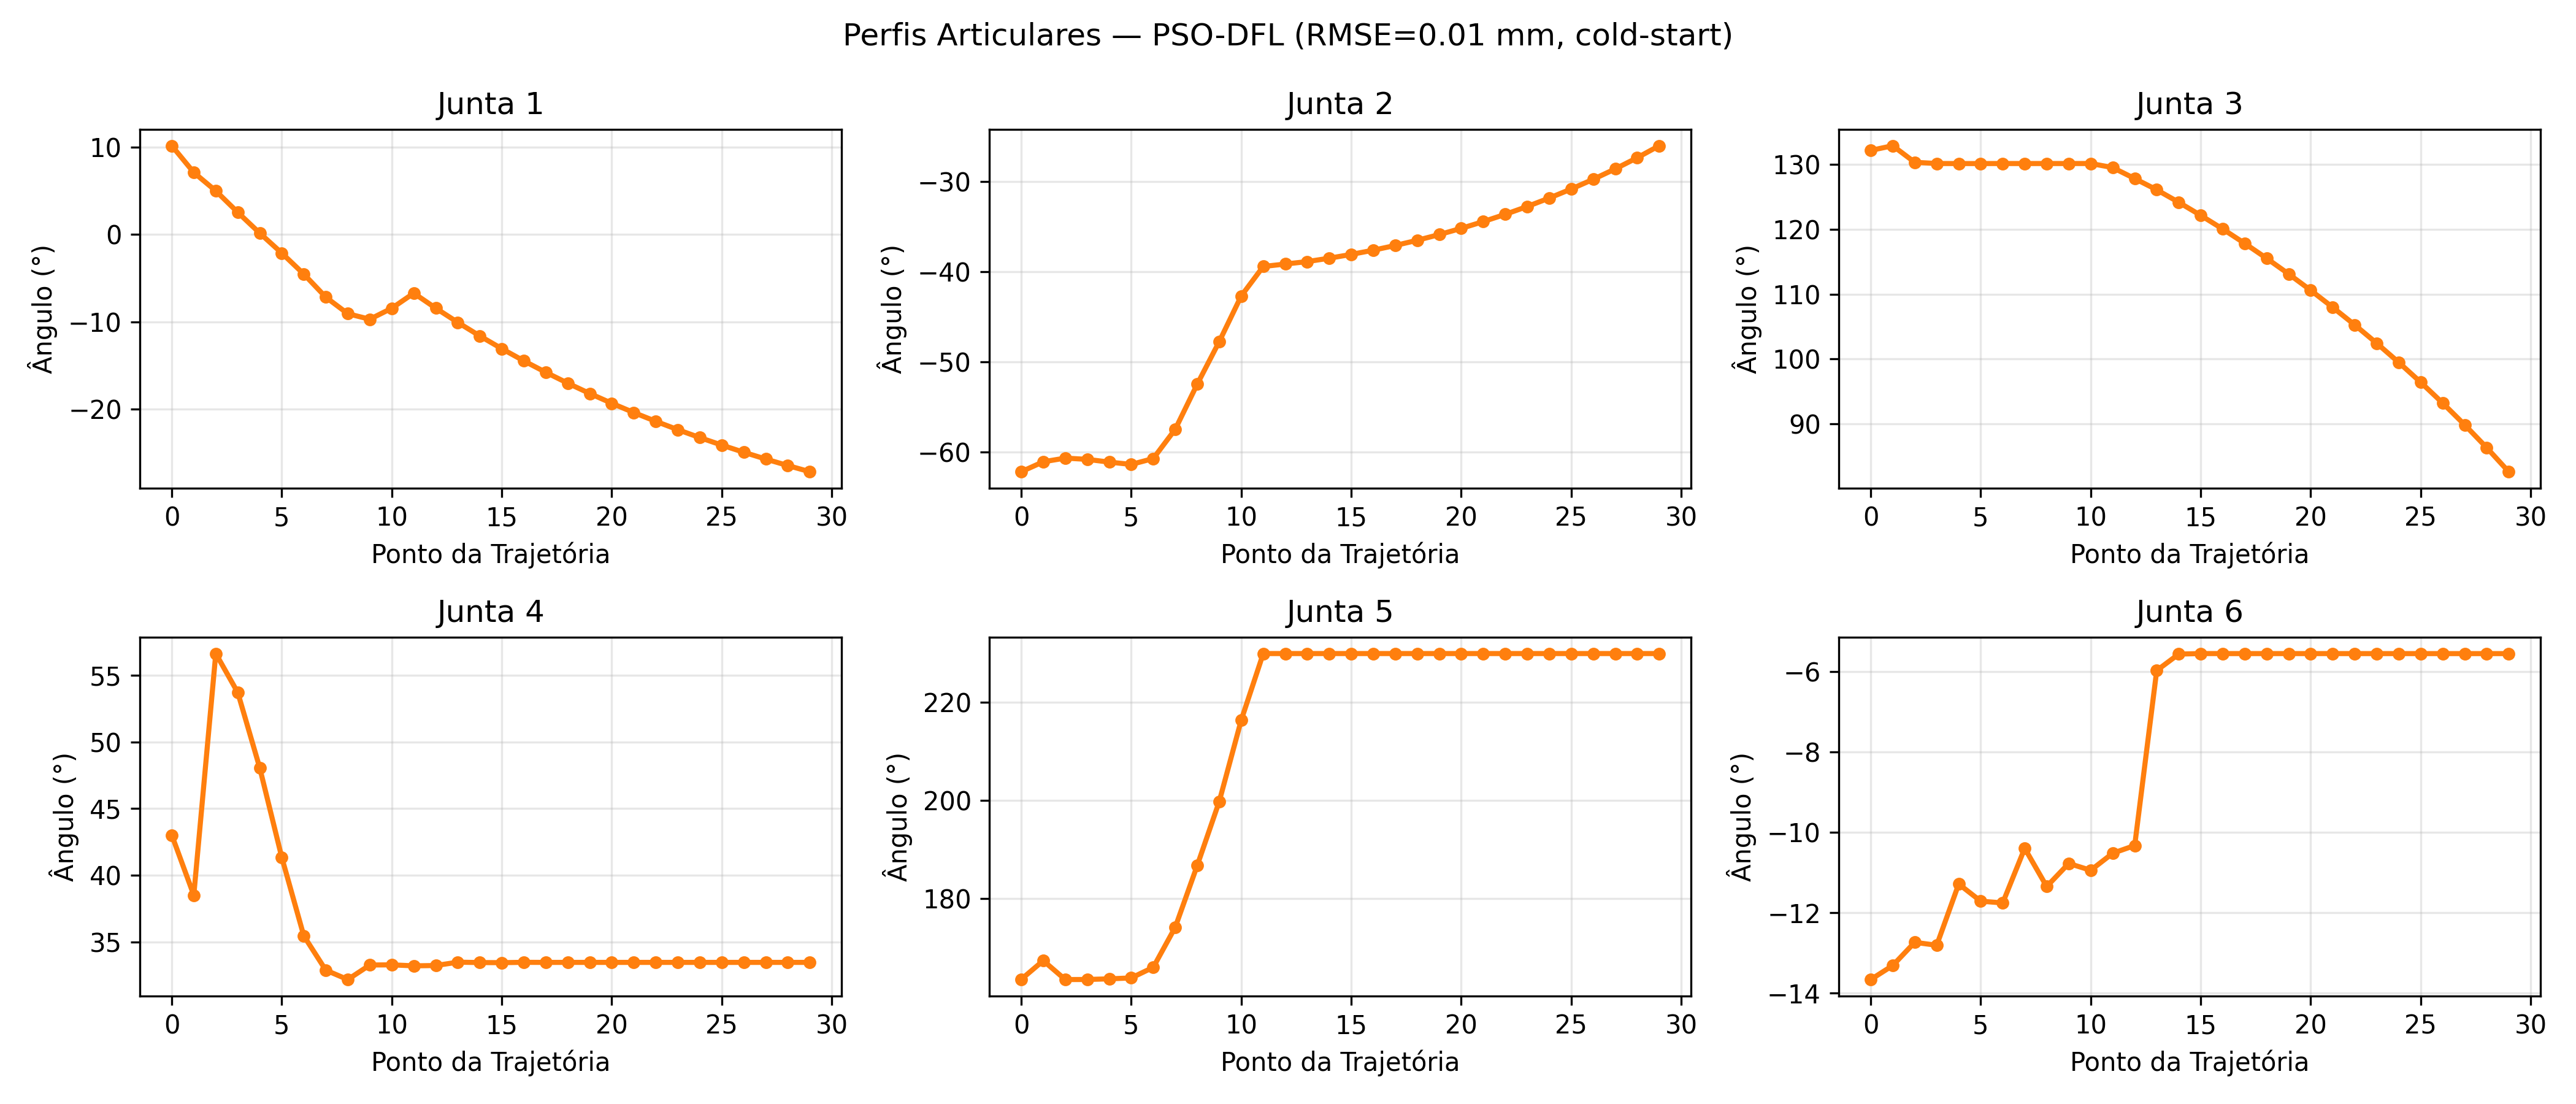 Perfis Articulares — PSO-DFL (RMSE=0.01 mm, cold-start)
Junta 1
Junta 2
Junta 3
Ângulo (°)
10
0
−10
−20
0 5 10 15 20 25 30
Ponto da Trajetória
Ângulo (°)
−30
−40
−50
−60
0 5 10 15 20 25 30
Ponto da Trajetória
Ângulo (°)
130
120
110
100
90
0 5 10 15 20 25 30
Ponto da Trajetória
Junta 4
Junta 5
Junta 6
Ângulo (°)
55
50
45
40
35
0 5 10 15 20 25 30
Ponto da Trajetória
Ângulo (°)
220
200
180
0 5 10 15 20 25 30
Ponto da Trajetória
Ângulo (°)
−6
−8
−10
−12
−14
0 5 10 15 20 25 30
Ponto da Trajetória